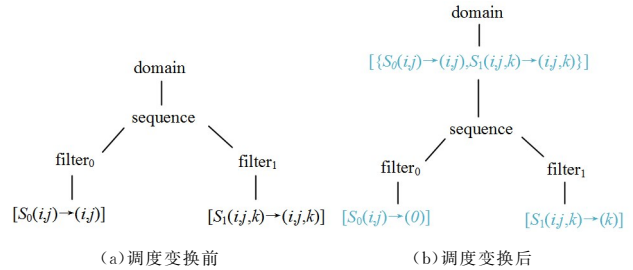 domain
sequence
filter₀ filter₁
[S₀(i,j)→(i,j)] [S₁(i,j,k)→(i,j,k)]
(a)调度变换前
domain
[{S₀(i,j)→(i,j),S₁(i,j,k)→(i,j,k)}]
sequence
filter₀ filter₁
[S₀(i,j)→(0)] [S₁(i,j,k)→(k)]
(b)调度变换后